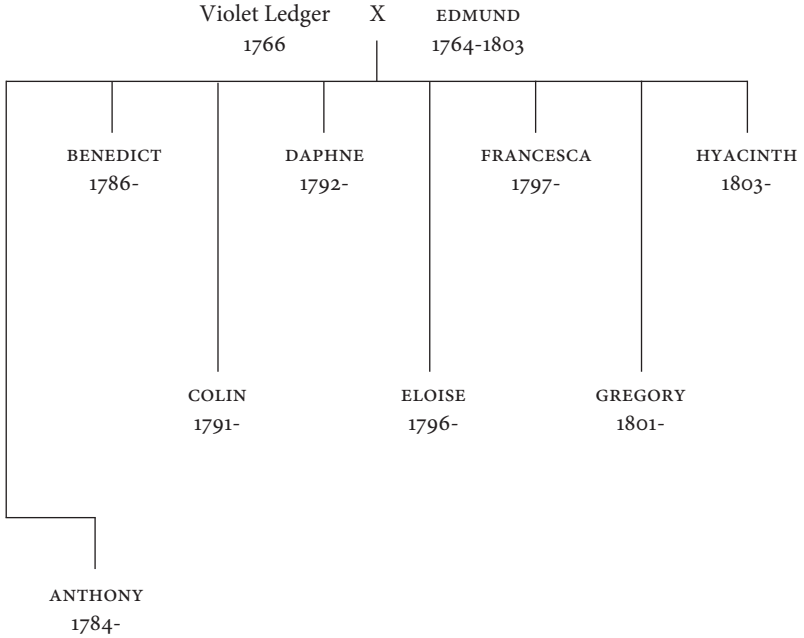 Violet Ledger X EDMUND
1766 1764-1803
BENEDICT DAPHNE FRANCESCA HYACINTH
1786- 1792- 1797- 1803-
COLIN ELOISE GREGORY
1791- 1796- 1801-
ANTHONY
1784-